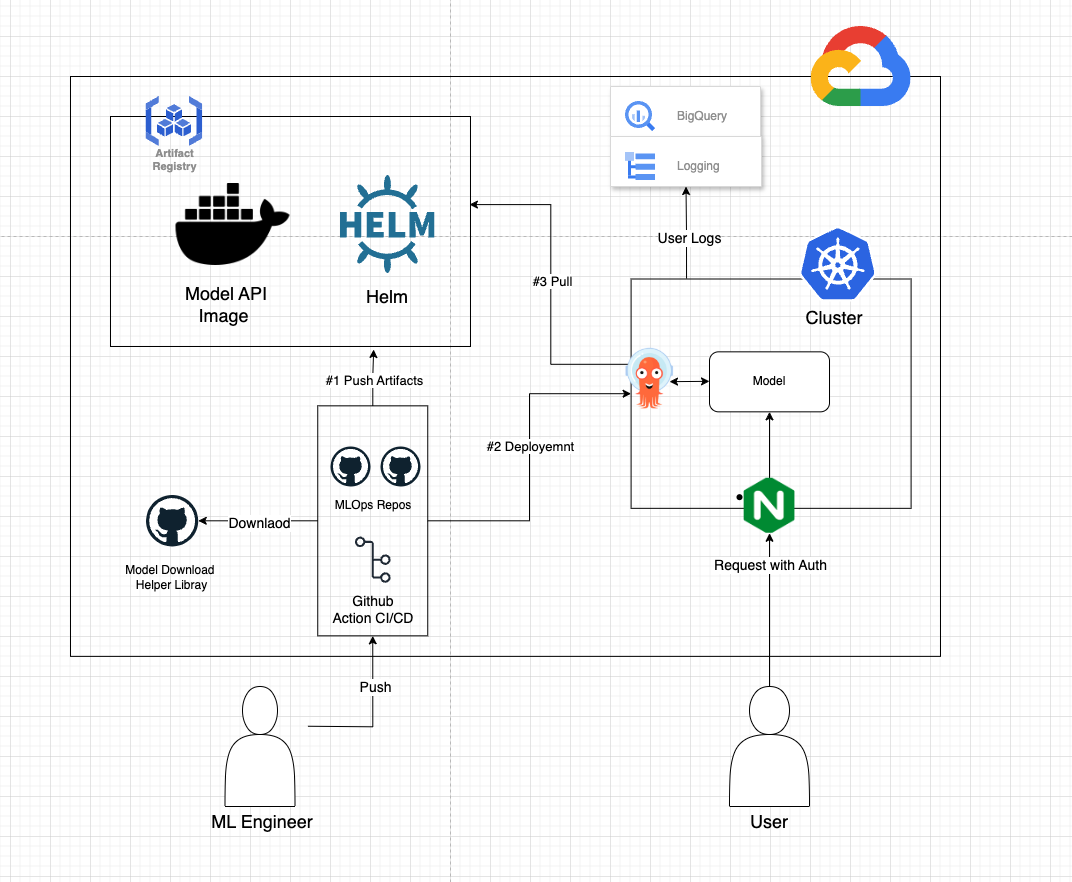 BigQuery
Logging
Artifact
Registry
HELM
Model API
Image
Helm
User Logs
#3 Pull
Cluster
#1 Push Artifacts
Model
#2 Deployemnt
MLOps Repos
N
Downlaod
Model Download
Helper Libray
Request with Auth
Github
Action CI/CD
Push
ML Engineer
User